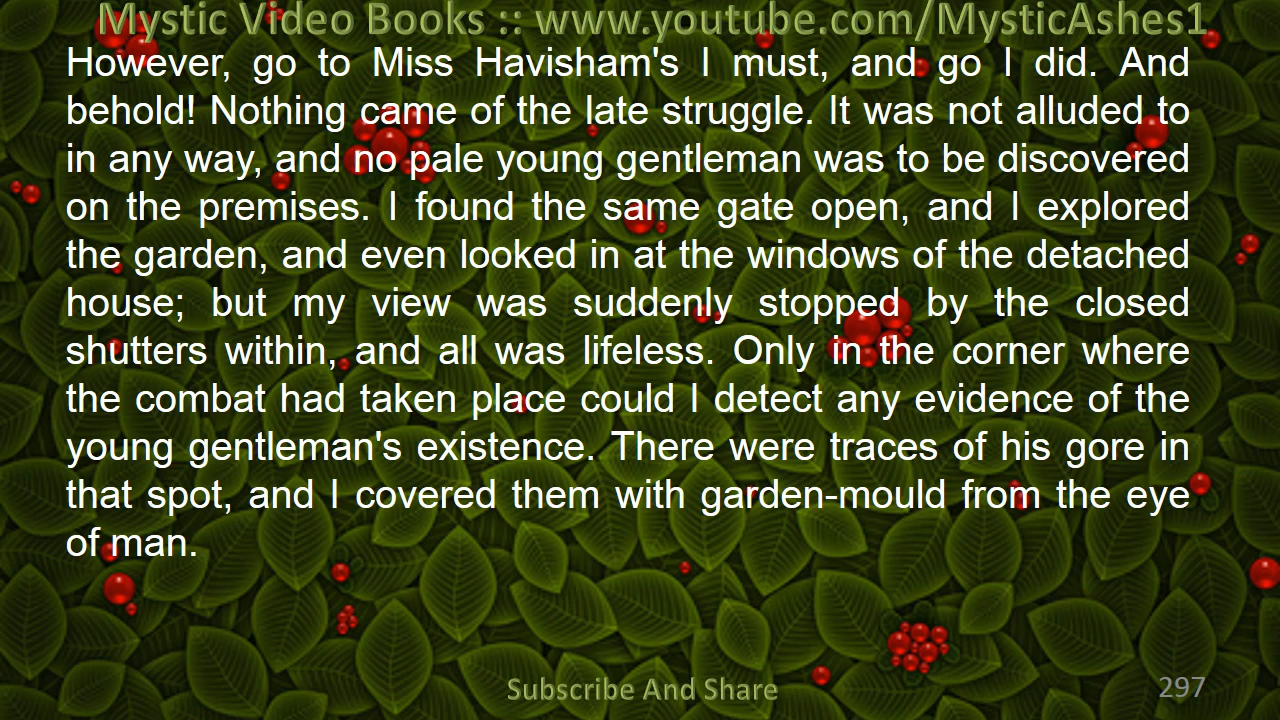 Mystic Video Books :: www.youtube.com/MysticAshes1
However, go to Miss Havisham's I must, and go I did. And
behold! Nothing came of the late struggle. It was not alluded to
in any way, and no pale young gentleman was to be discovered
on the premises. I found the same gate open, and I explored
the garden, and even looked in at the windows of the detached
house; but my view was suddenly stopped by the closed
shutters within, and all was lifeless. Only in the corner where
the combat had taken place could I detect any evidence of the
young gentleman's existence. There were traces of his gore in
that spot, and I covered them with garden-mould from the eye
of man.
Subscribe And Share
297